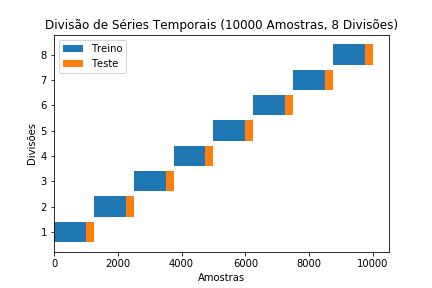 Divisão de Séries Temporais (10000 Amostras, 8 Divisões)
Treino
Teste
Divisões
8
7
6
5
4
3
2
1
0
2000
4000
6000
8000
10000
Amostras